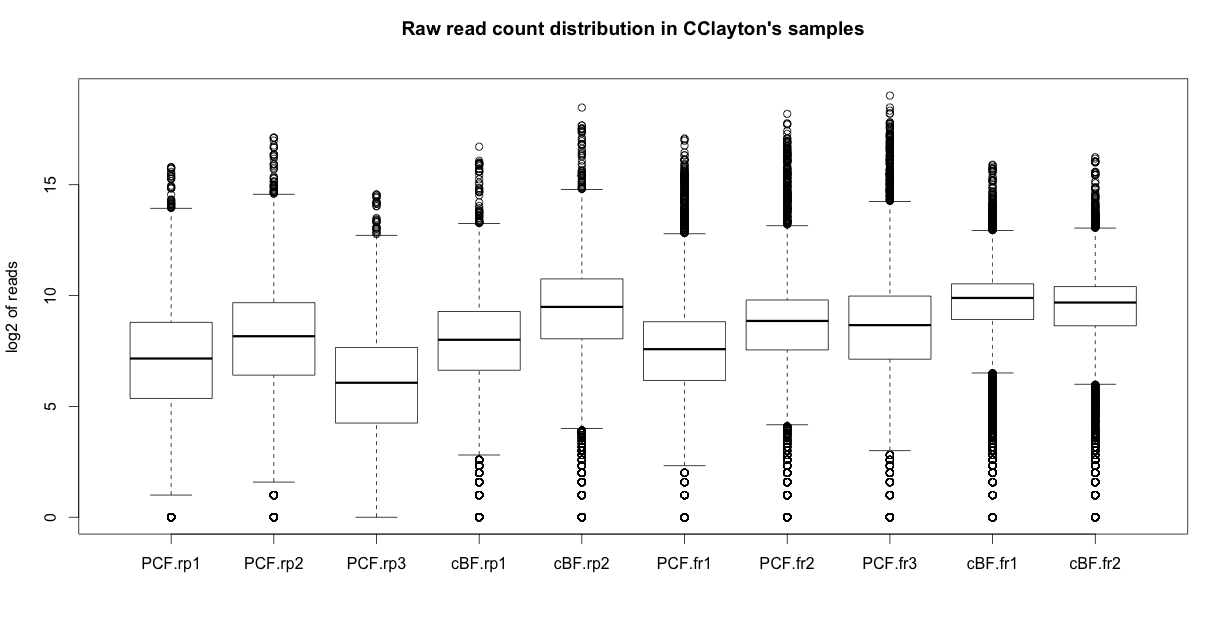 Raw read count distribution in CClayton's samples
log2 of reads
15
10
5
0
PCF.rp1 PCF.rp2 PCF.rp3 cBF.rp1 cBF.rp2 PCF.fr1 PCF.fr2 PCF.fr3 cBF.fr1 cBF.fr2